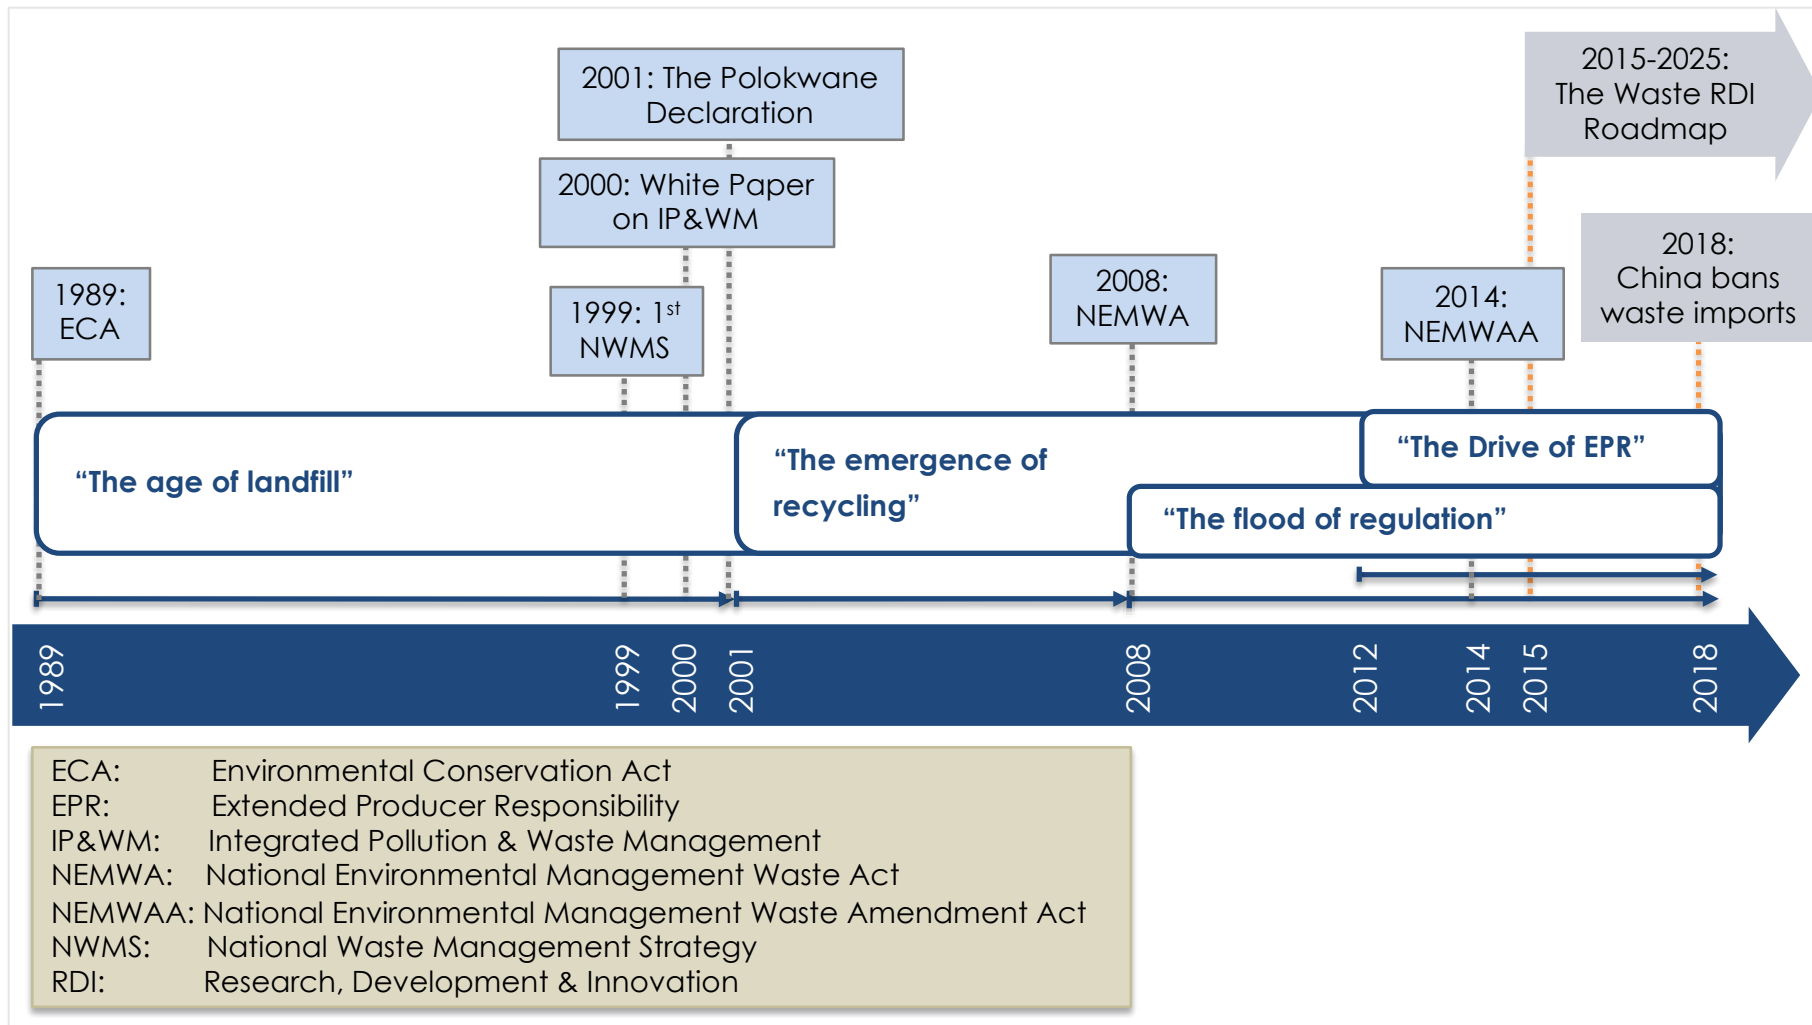 2001: The Polokwane
Declaration
2015-2025:
The Waste RDI
Roadmap
2000: White Paper
on IP&WM
1989:
ECA
1999: 1st
NWMS
2008:
NEMWA
2014:
NEMWAA
2018:
China bans
waste imports
“The age of landfill”
“The emergence of
recycling”
“The Drive of EPR”
“The flood of regulation”
1989
1999
2000
2001
2008
2012
2014
2015
2018
ECA: Environmental Conservation Act
EPR: Extended Producer Responsibility
IP&WM: Integrated Pollution & Waste Management
NEMWA: National Environmental Management Waste Act
NEMWAA: National Environmental Management Waste Amendment Act
NWMS: National Waste Management Strategy
RDI: Research, Development & Innovation